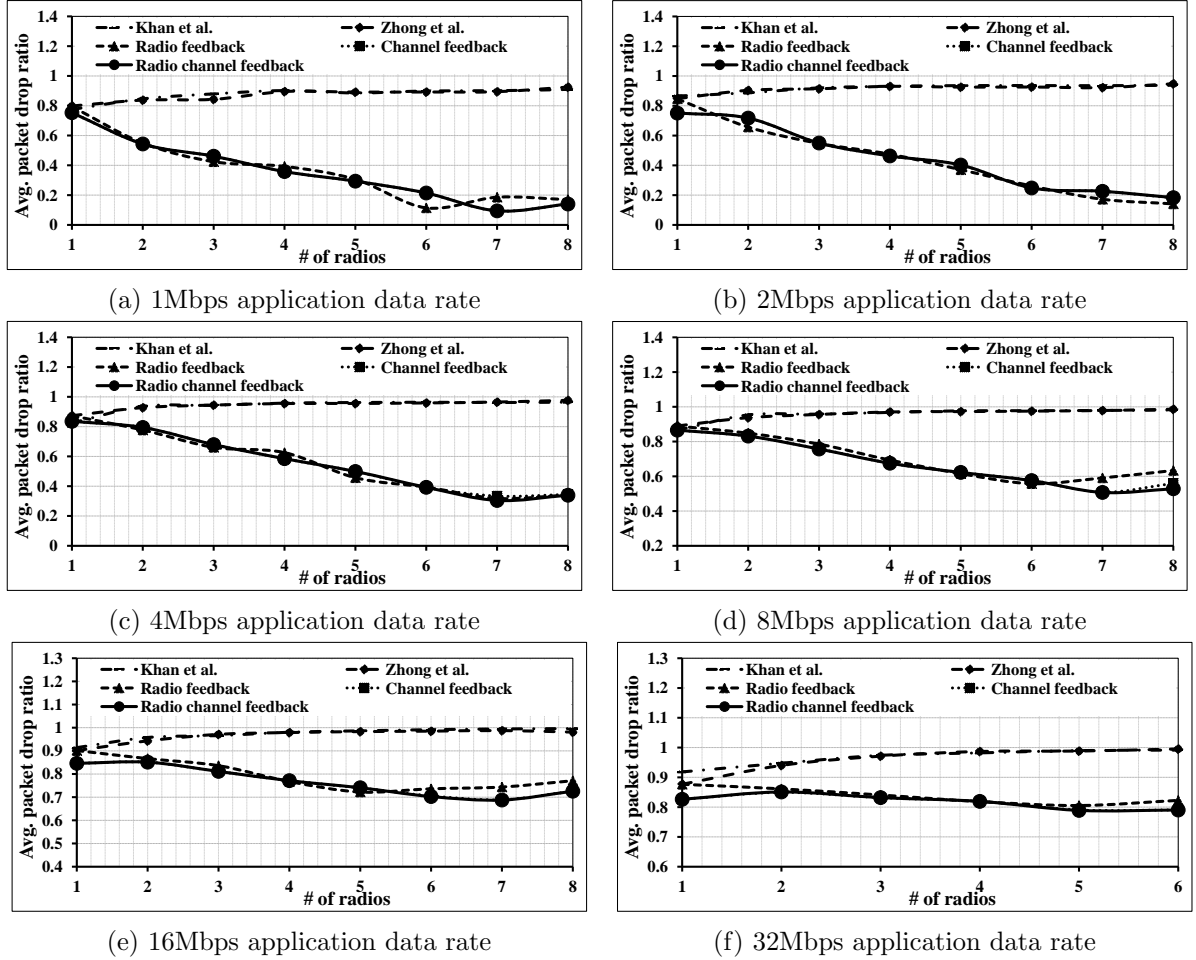 1.4
1.2
1
0.8
0.6
0.4
0.2
0
Avg. packet drop ratio
Khan et al.
Zhong et al.
Radio feedback
Channel feedback
Radio channel feedback
1 2 3 4 5 6 7 8
# of radios
(a) 1Mbps application data rate
1.4
1.2
1
0.8
0.6
0.4
0.2
0
Avg. packet drop ratio
Khan et al.
Zhong et al.
Radio feedback
Channel feedback
Radio channel feedback
1 2 3 4 5 6 7 8
# of radios
(b) 2Mbps application data rate
1.4
1.2
1
0.8
0.6
0.4
0.2
0
Avg. packet drop ratio
Khan et al.
Zhong et al.
Radio feedback
Channel feedback
Radio channel feedback
1 2 3 4 5 6 7 8
# of radios
(c) 4Mbps application data rate
1.4
1.2
1
0.8
0.6
0.4
0.2
Avg. packet drop ratio
Khan et al.
Zhong et al.
Radio feedback
Channel feedback
Radio channel feedback
1 2 3 4 5 6 7 8
# of radios
(d) 8Mbps application data rate
1.3
1.2
1.1
1
0.9
0.8
0.7
0.6
0.5
0.4
Avg. packet drop ratio
Khan et al.
Zhong et al.
Radio feedback
Channel feedback
Radio channel feedback
1 2 3 4 5 6 7 8
# of radios
(e) 16Mbps application data rate
1.3
1.2
1.1
1
0.9
0.8
0.7
0.6
Avg. packet drop ratio
Khan et al.
Zhong et al.
Radio feedback
Channel feedback
Radio channel feedback
1 2 3 4 5 6
# of radios
(f) 32Mbps application data rate